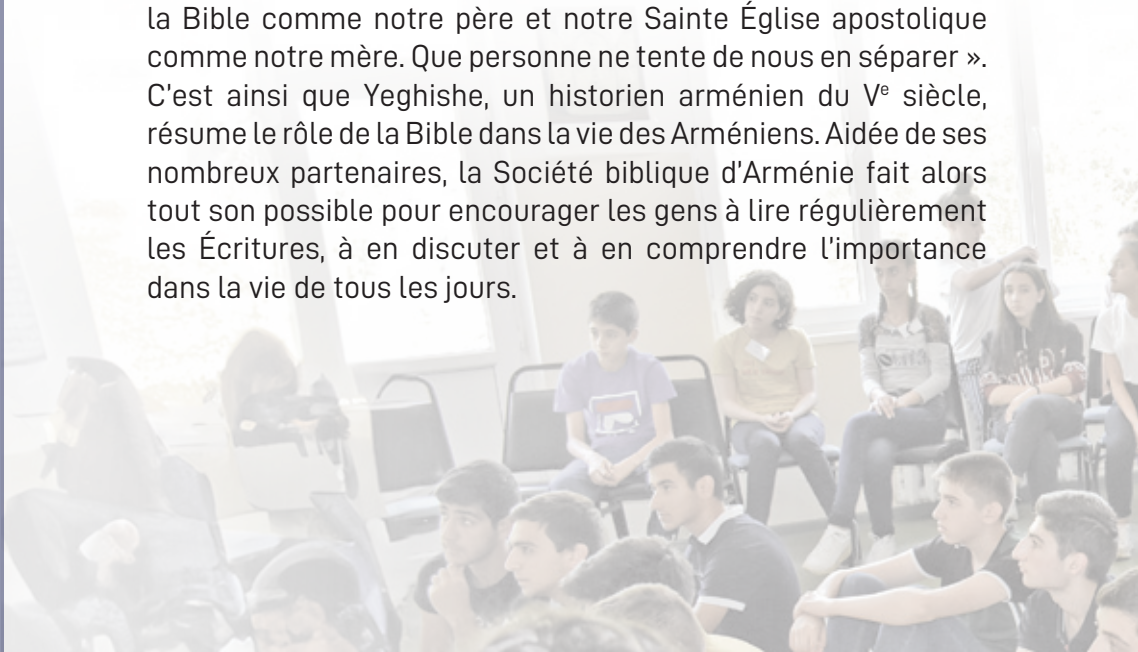 la Bible comme notre père et notre Sainte Église apostolique
comme notre mère. Que personne ne tente de nous en séparer ».
C'est ainsi que Yeghishe, un historien arménien du Vᵉ siècle,
résume le rôle de la Bible dans la vie des Arméniens. Aidée de ses
nombreux partenaires, la Société biblique d'Arménie fait alors
tout son possible pour encourager les gens à lire régulièrement
les Écritures, à en discuter et à en comprendre l'importance
dans la vie de tous les jours.